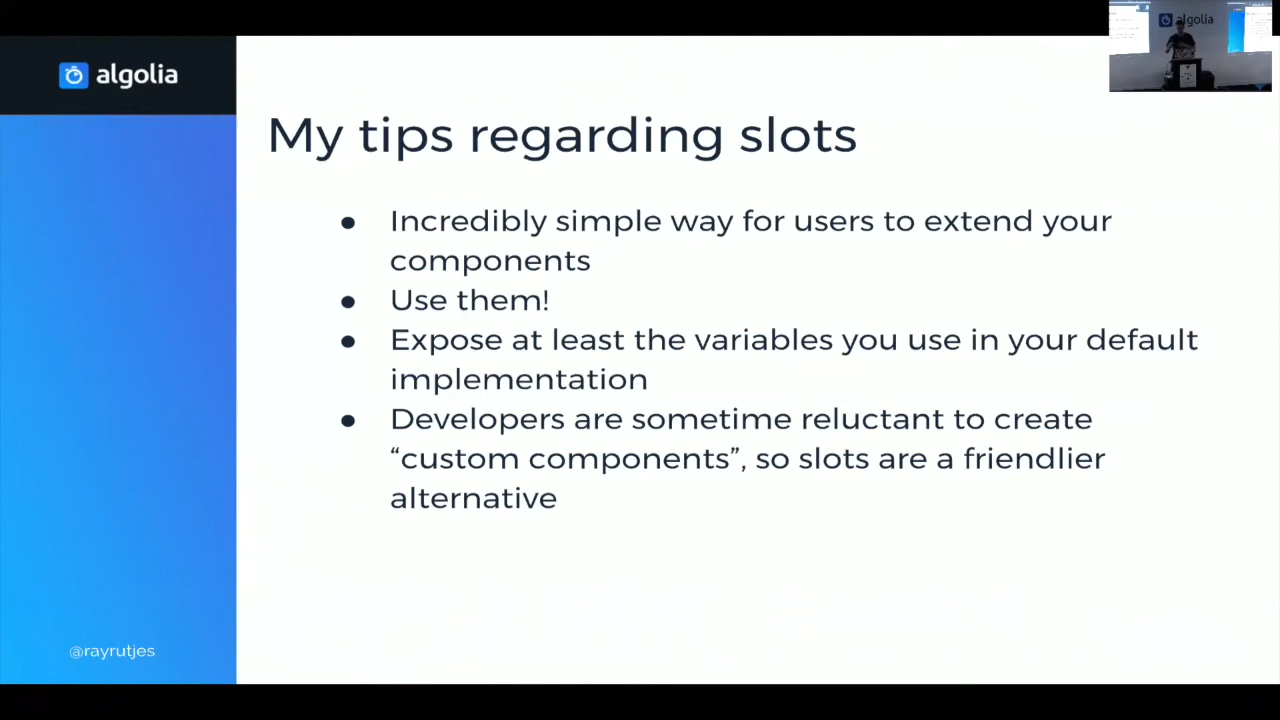 algolia
algolia
My tips regarding slots
● Incredibly simple way for users to extend your
components
● Use them!
● Expose at least the variables you use in your default
implementation
● Developers are sometime reluctant to create
“custom components”, so slots are a friendlier
alternative
@rayrutjes